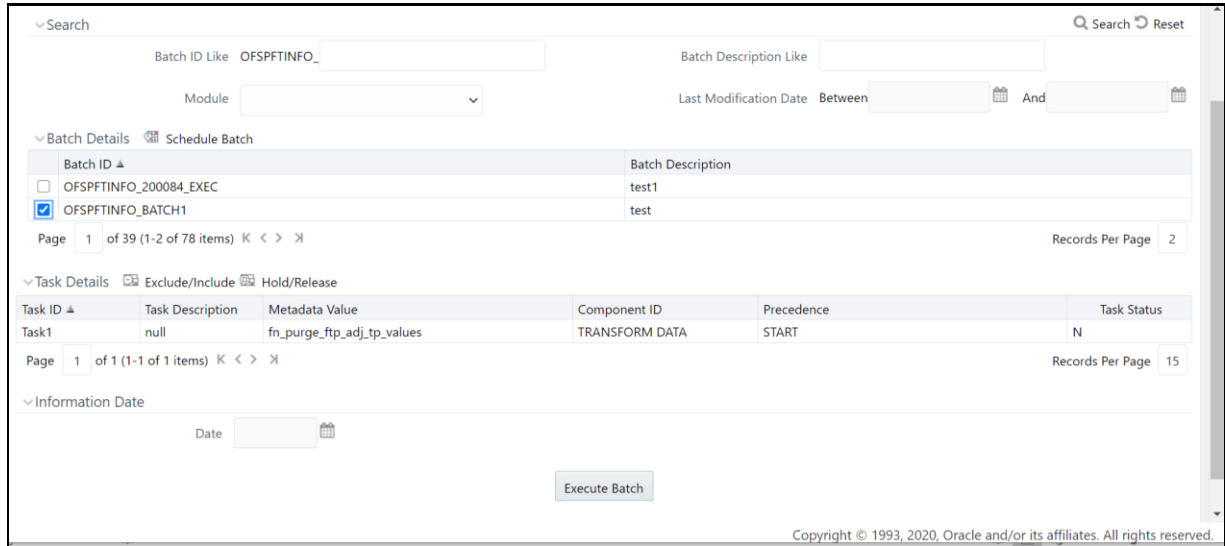 Search Search Reset
Batch ID Like OFSPFTINFO_ Batch Description Like
Module Last Modification Date Between And
Batch Details Schedule Batch
Batch ID Batch Description
OFSPFTINFO_200084_EXEC test1
OFSPFTINFO_BATCH1 test
Page 1 of 39 (1-2 of 78 items) Records Per Page 2
Task Details Exclude/Include Hold/Release
Task ID Task Description Metadata Value Component ID Precedence Task Status
Task1 null fn_purge_ftp_adj_tp_values TRANSFORM DATA START N
Page 1 of 1 (1-1 of 1 items) Records Per Page 15
Information Date
Date
Execute Batch
Copyright © 1993, 2020, Oracle and/or its affiliates. All rights reserved.